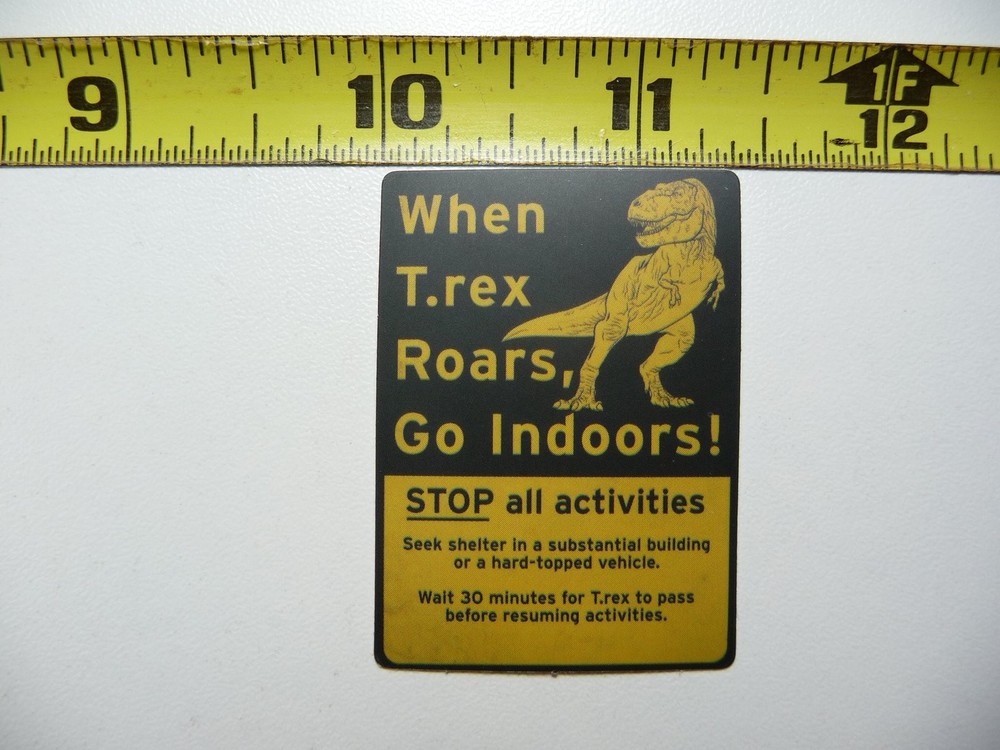 9 10 11 1F
12
When
T.rex
Roars,
Go Indoors!
STOP all activities
Seek shelter in a substantial building
or a hard-topped vehicle.
Wait 30 minutes for T.rex to pass
before resuming activities.